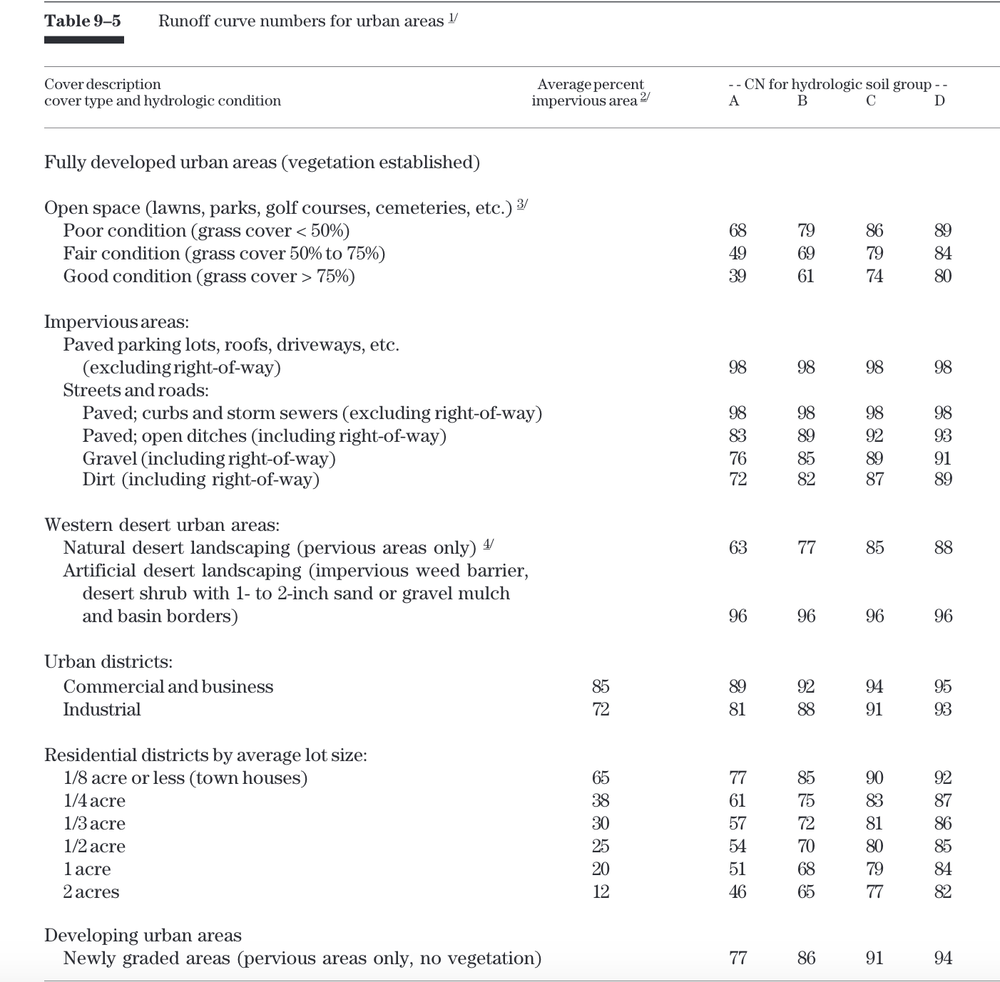 Table 9–5 Runoff curve numbers for urban areas 1/
Cover description Average percent - - CN for hydrologic soil group - -
cover type and hydrologic condition impervious area 2/ A B C D
Fully developed urban areas (vegetation established)
Open space (lawns, parks, golf courses, cemeteries, etc.) 3/
Poor condition (grass cover < 50%) 68 79 86 89
Fair condition (grass cover 50% to 75%) 49 69 79 84
Good condition (grass cover > 75%) 39 61 74 80
Impervious areas:
Paved parking lots, roofs, driveways, etc.
(excluding right-of-way) 98 98 98 98
Streets and roads:
Paved; curbs and storm sewers (excluding right-of-way) 98 98 98 98
Paved; open ditches (including right-of-way) 83 89 92 93
Gravel (including right-of-way) 76 85 89 91
Dirt (including right-of-way) 72 82 87 89
Western desert urban areas:
Natural desert landscaping (pervious areas only) 4/ 63 77 85 88
Artificial desert landscaping (impervious weed barrier,
desert shrub with 1- to 2-inch sand or gravel mulch
and basin borders) 96 96 96 96
Urban districts:
Commercial and business 85 89 92 94 95
Industrial 72 81 88 91 93
Residential districts by average lot size:
1/8 acre or less (town houses) 65 77 85 90 92
1/4 acre 38 61 75 83 87
1/3 acre 30 57 72 81 86
1/2 acre 25 54 70 80 85
1 acre 20 51 68 79 84
2 acres 12 46 65 77 82
Developing urban areas
Newly graded areas (pervious areas only, no vegetation) 77 86 91 94